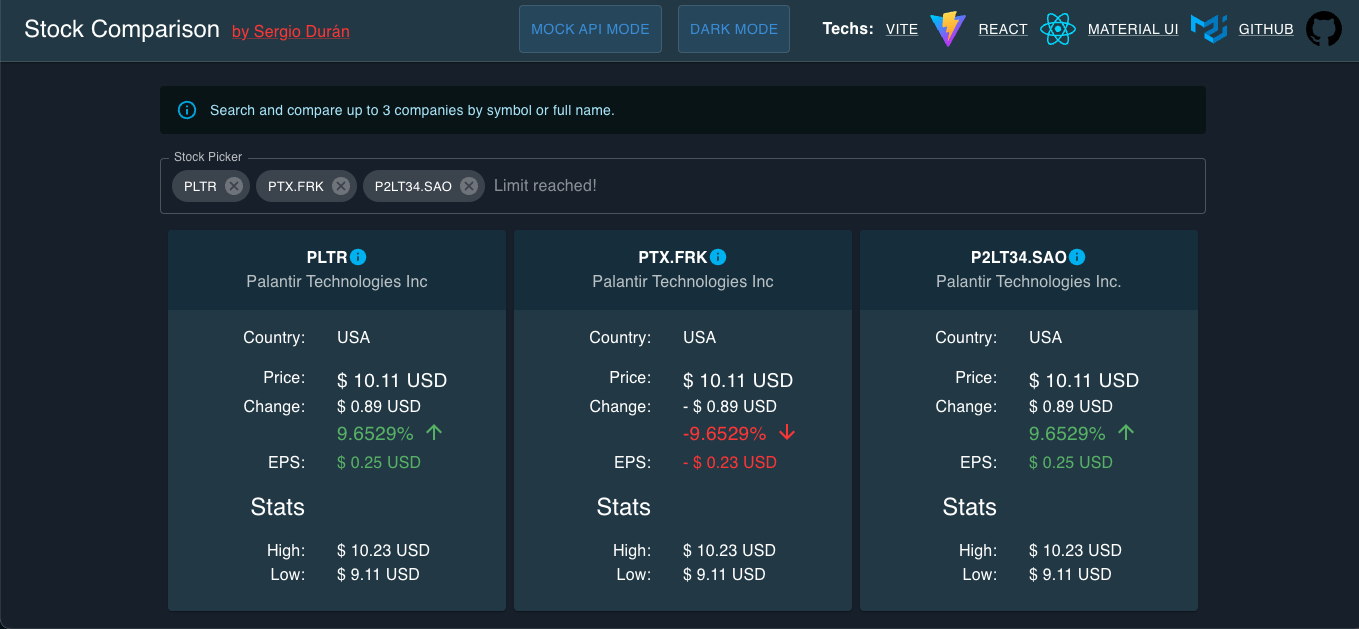 Stock Comparison by Sergio Durán MOCK API MODE DARK MODE Techs: VITE REACT MATERIAL UI GITHUB
Search and compare up to 3 companies by symbol or full name.
Stock Picker
PLTR PTX.FRK P2LT34.SAO Limit reached!
PLTR
Palantir Technologies Inc
Country: USA
Price: $ 10.11 USD
Change: $ 0.89 USD
9.6529%
EPS: $ 0.25 USD
Stats
High: $ 10.23 USD
Low: $ 9.11 USD
PTX.FRK
Palantir Technologies Inc
Country: USA
Price: $ 10.11 USD
Change: - $ 0.89 USD
-9.6529%
EPS: - $ 0.23 USD
Stats
High: $ 10.23 USD
Low: $ 9.11 USD
P2LT34.SAO
Palantir Technologies Inc.
Country: USA
Price: $ 10.11 USD
Change: $ 0.89 USD
9.6529%
EPS: $ 0.25 USD
Stats
High: $ 10.23 USD
Low: $ 9.11 USD